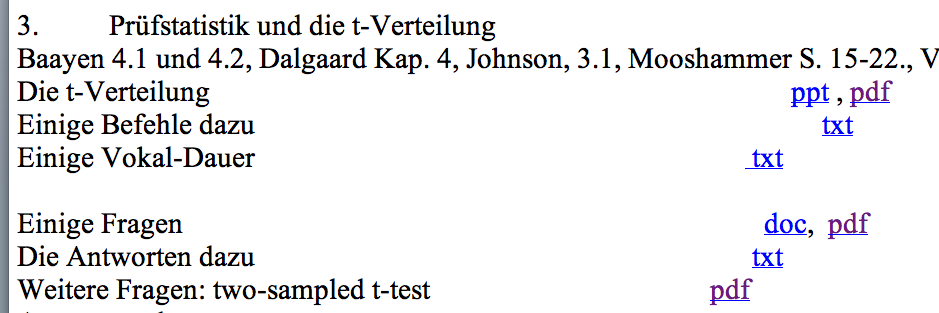 3. Prüfstatistik und die t-Verteilung
Baayen 4.1 und 4.2, Dalgaard Kap. 4, Johnson, 3.1, Mooshammer S. 15-22., V
Die t-Verteilung ppt , pdf
Einige Befehle dazu txt
Einige Vokal-Dauer txt
Einige Fragen doc, pdf
Die Antworten dazu txt
Weitere Fragen: two-sampled t-test pdf